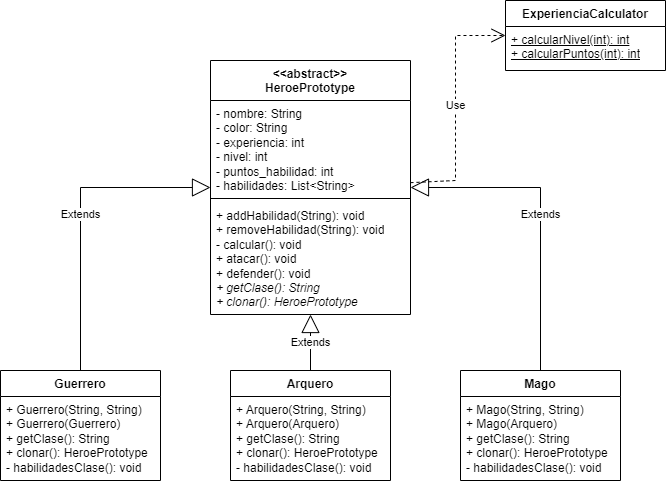 ExperienciaCalculator
+ calcularNivel(int): int
+ calcularPuntos(int): int
<<abstract>>
HeroePrototype
- nombre: String
- color: String
- experiencia: int
- nivel: int
- puntos_habilidad: int
- habilidades: List<String>
+ addHabilidad(String): void
+ removeHabilidad(String): void
- calcular(): void
+ atacar(): void
+ defender(): void
+ getClase(): String
+ clonar(): HeroePrototype
Use
Extends
Extends
Extends
Guerrero
+ Guerrero(String, String)
+ Guerrero(Guerrero)
+ getClase(): String
+ clonar(): HeroePrototype
- habilidadesClase(): void
Arquero
+ Arquero(String, String)
+ Arquero(Arquero)
+ getClase(): String
+ clonar(): HeroePrototype
- habilidadesClase(): void
Mago
+ Mago(String, String)
+ Mago(Arquero)
+ getClase(): String
+ clonar(): HeroePrototype
- habilidadesClase(): void